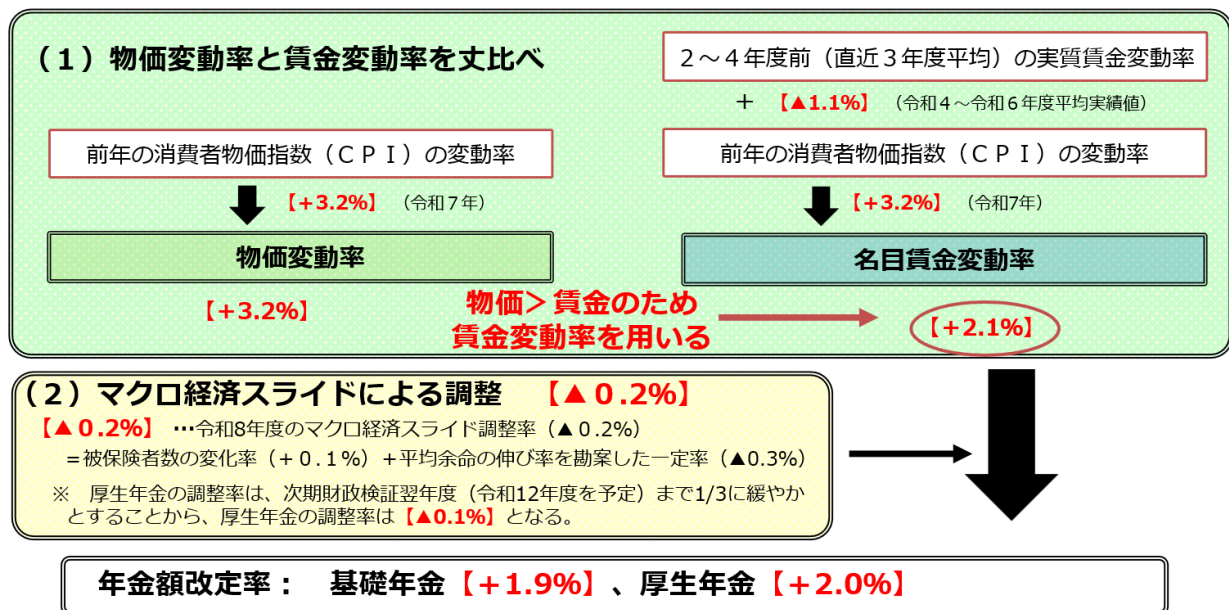 （１）物価変動率と賃金変動率を丈比べ
２～４年度前（直近３年度平均）の実質賃金変動率
＋ 【▲1.1%】 （令和４～令和６年度平均実績値）
前年の消費者物価指数（ＣＰＩ）の変動率
前年の消費者物価指数（ＣＰＩ）の変動率
【+3.2%】 （令和７年）
【+3.2%】 （令和7年）
物価変動率
名目賃金変動率
【+3.2%】
物価＞賃金のため
賃金変動率を用いる
【+2.1%】
（２）マクロ経済スライドによる調整 【▲０.2%】
【▲０.2%】 …令和8年度のマクロ経済スライド調整率（▲０.2%）
＝被保険者数の変化率（+０.1%）＋平均余命の伸び率を勘案した一定率（▲0.3%）
※ 厚生年金の調整率は、次期財政検証翌年度（令和12年度を予定）まで1/3に緩やか
とすることから、厚生年金の調整率は【▲0.1%】となる。
年金額改定率： 基礎年金【+1.9%】、厚生年金【+2.0%】